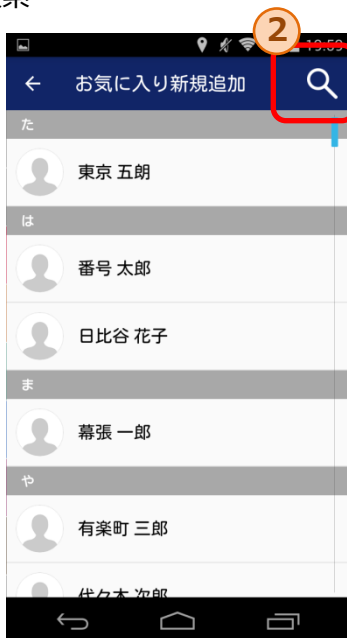 2
19:59
お気に入り新規追加
た
東京 五朗
は
番号 太郎
日比谷 花子
ま
幕張 一郎
や
有楽町 三郎
代々木 次郎